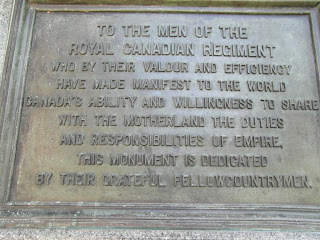 TO THE MEN OF THE
ROYAL CANADIAN REGIMENT
WHO BY THEIR VALOUR AND EFFICIENCY
HAVE MADE MANIFEST TO THE WORLD
CANADA'S ABILITY AND WILLINGNESS TO SHARE
WITH THE MOTHERLAND THE DUTIES
AND RESPONSIBILITIES OF EMPIRE,
THIS MONUMENT IS DEDICATED
BY THEIR GRATEFUL FELLOWCOUNTRYMEN.